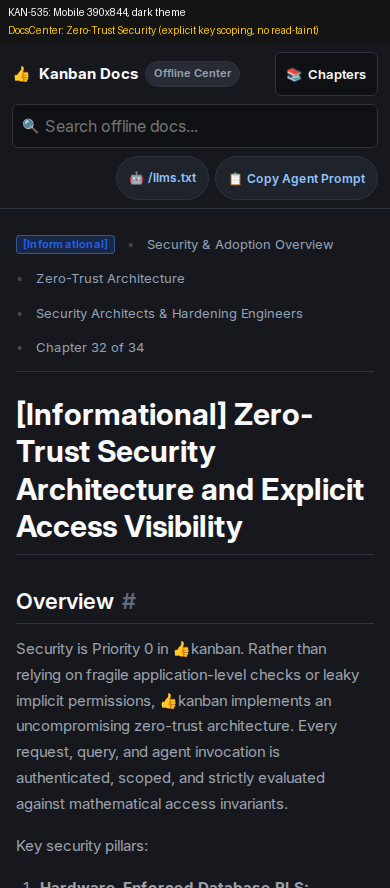 KAN-535: Mobile 390x844, dark theme
DocsCenter: Zero-Trust Security (explicit key scoping, no read-taint)
👍 Kanban Docs Offline Center 📚 Chapters
🔍 Search offline docs...
🤖 /llms.txt 📋 Copy Agent Prompt
[Informational] • Security & Adoption Overview
• Zero-Trust Architecture
• Security Architects & Hardening Engineers
• Chapter 32 of 34
[Informational] Zero-
Trust Security
Architecture and Explicit
Access Visibility
Overview #
Security is Priority 0 in 👍kanban. Rather than
relying on fragile application-level checks or leaky
implicit permissions, 👍kanban implements an
uncompromising zero-trust architecture. Every
request, query, and agent invocation is
authenticated, scoped, and strictly evaluated
against mathematical access invariants.
Key security pillars:
1. Hardware-Enforced Database RLS: